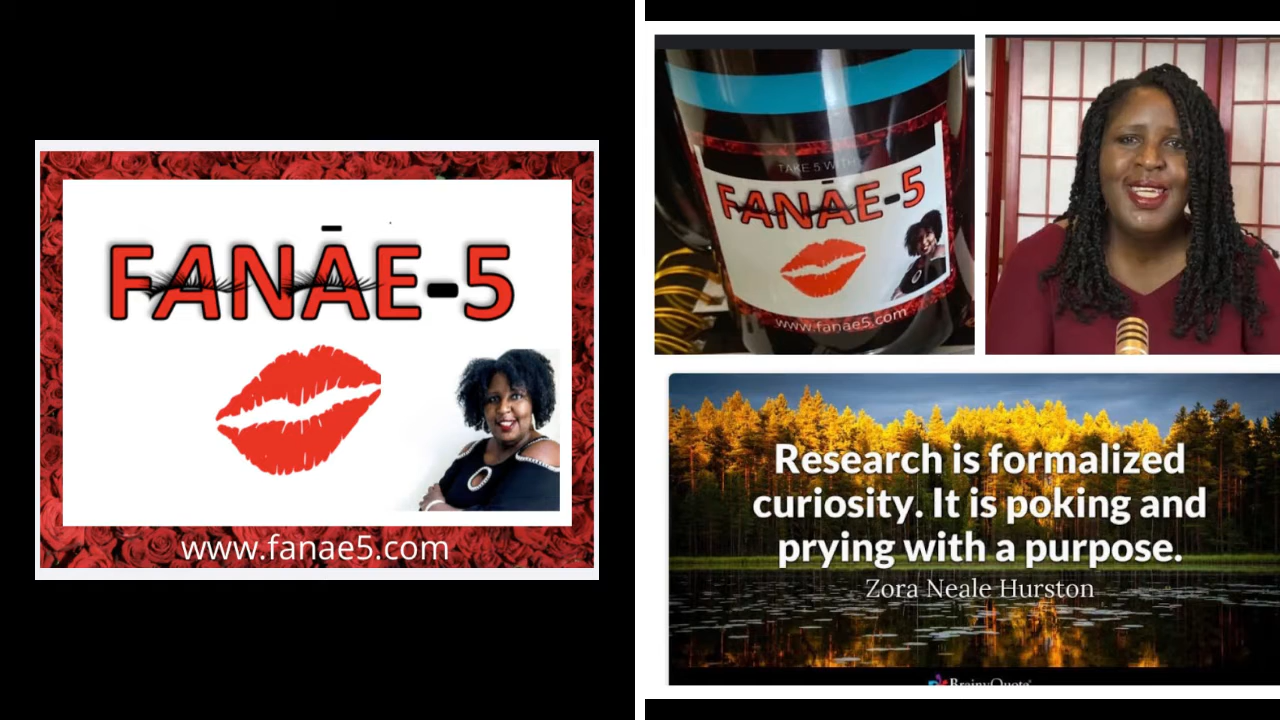 FANĀE-5
www.fanae5.com
TAKE 5 WITH
FANĀE-5
www.fanae5.com
Research is formalized
curiosity. It is poking and
prying with a purpose.
Zora Neale Hurston
BrainyQuote